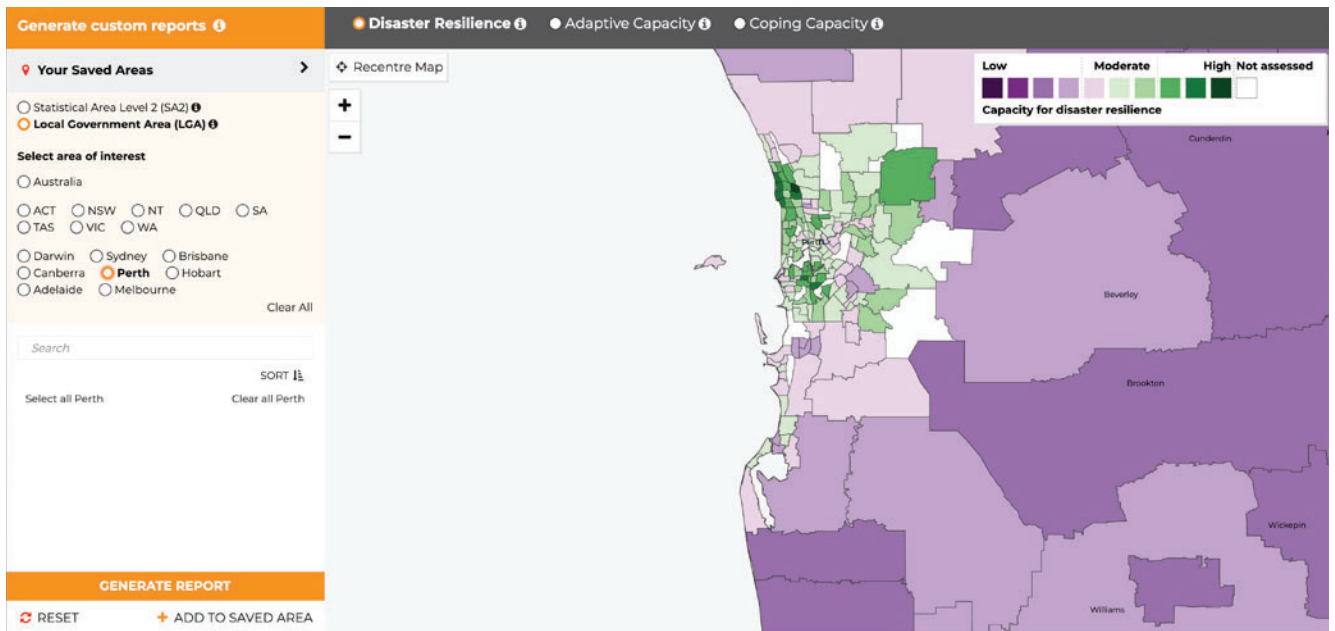 Generate custom reports
Disaster Resilience Adaptive Capacity Coping Capacity
Your Saved Areas
Statistical Area Level 2 (SA2)
Local Government Area (LGA)
Select area of interest
Australia
ACT NSW NT QLD SA
TAS VIC WA
Darwin Sydney Brisbane
Canberra Perth Hobart
Adelaide Melbourne
Clear All
Search
SORT
Select all Perth Clear all Perth
GENERATE REPORT
RESET + ADD TO SAVED AREA
Recentre Map
+
−
Low Moderate High Not assessed
Capacity for disaster resilience
Cunderdin
Perth
Beverley
Brookton
Wickepin
Williams